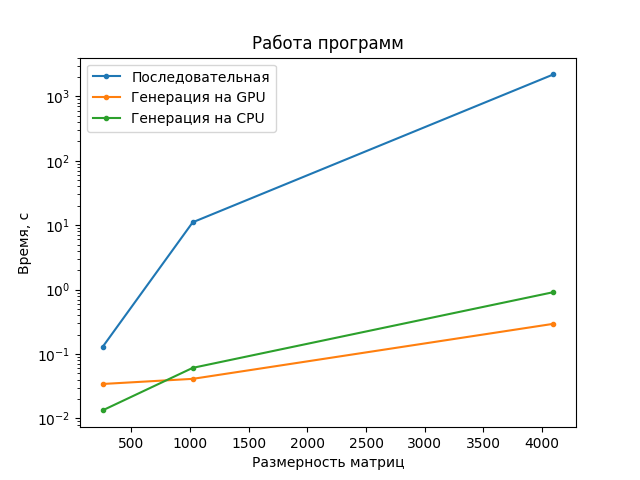 Работа программ
Последовательная
Генерация на GPU
Генерация на CPU
Время, с
10³
10²
10¹
10⁰
10⁻¹
10⁻²
500 1000 1500 2000 2500 3000 3500 4000
Размерность матриц